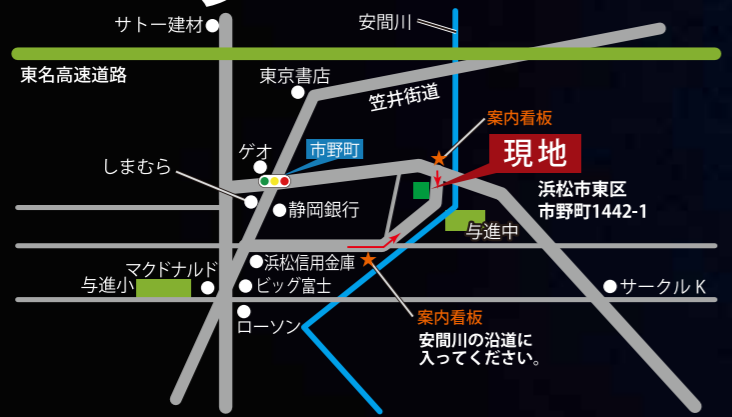 サトー建材
安間川
東名高速道路
東京書店
笠井街道
案内看板
ゲオ
市野町
現地
しまむら
浜松市東区
市野町1442-1
静岡銀行
与進中
浜松信用金庫
マクドナルド
与進小
ビッグ富士
サークルK
ローソン
案内看板
安間川の沿道に
入ってください。